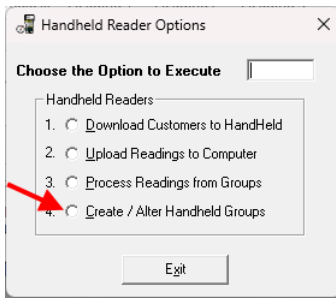 Handheld Reader Options
Choose the Option to Execute
Handheld Readers
1. Download Customers to HandHeld
2. Upload Readings to Computer
3. Process Readings from Groups
4. Create / Alter Handheld Groups
Exit